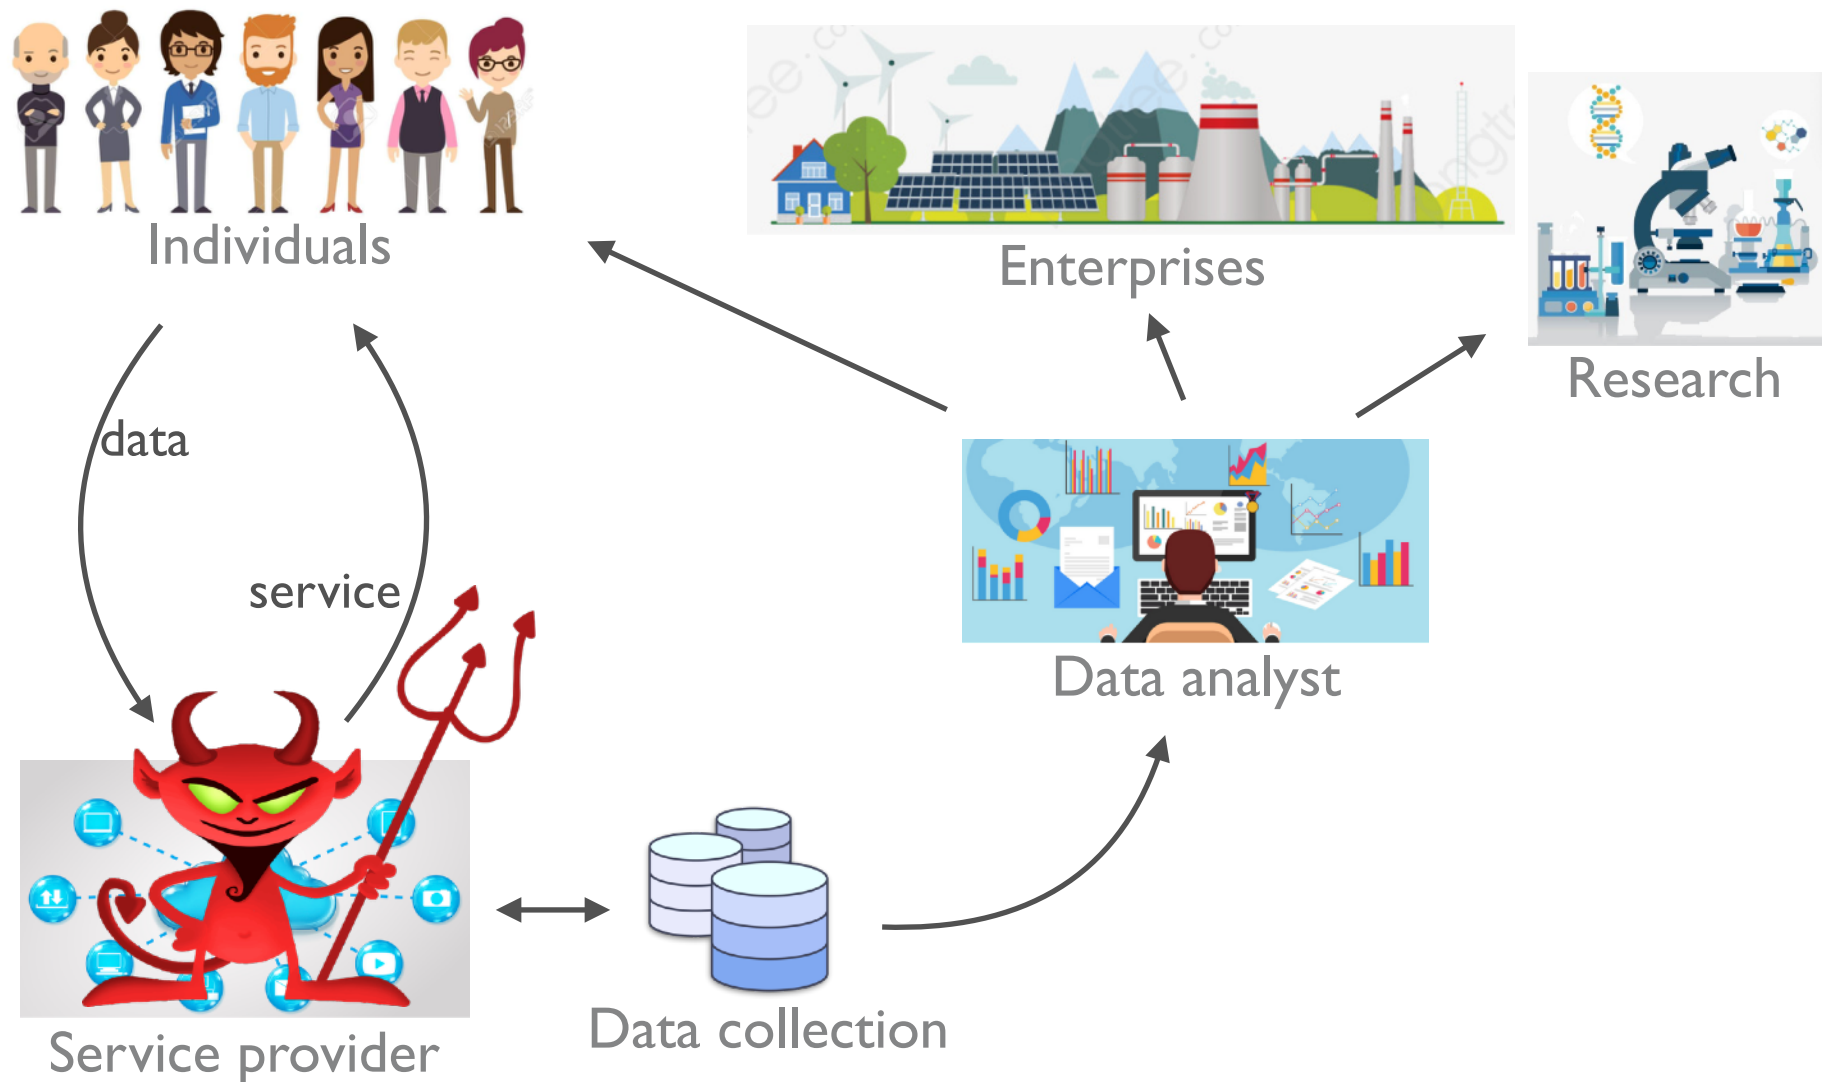 Individuals
Enterprises
Research
data
service
Data analyst
Data collection
Service provider